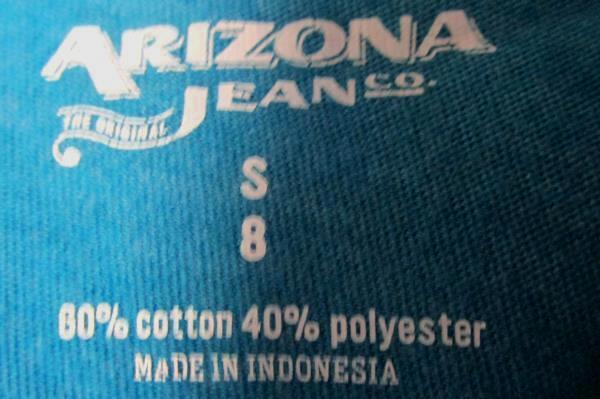 ARIZONA
JEAN CO.
THE ORIGINAL
S
8
60% cotton 40% polyester
MADE IN INDONESIA